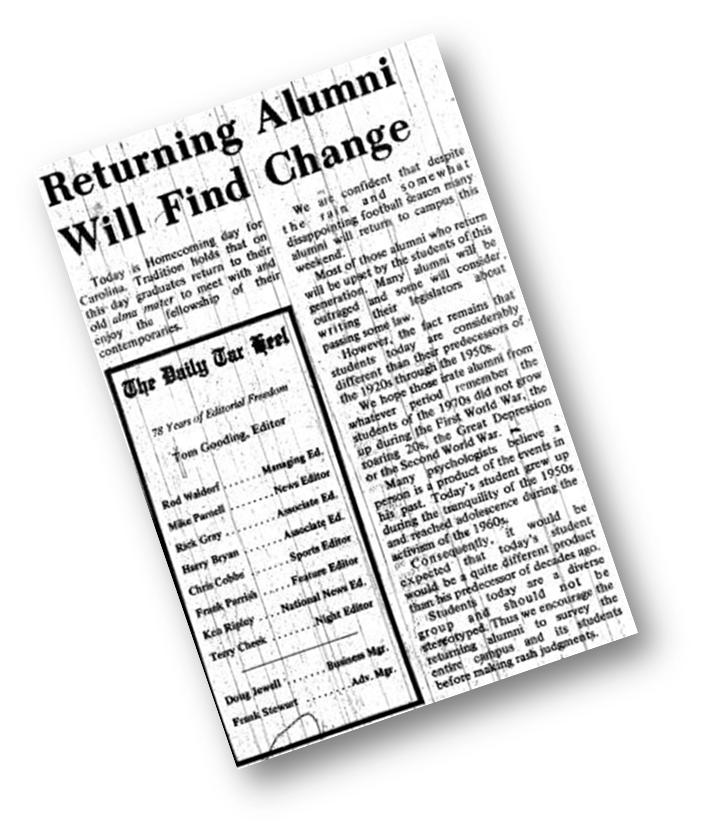 Returning Alumni
Will Find Change
Today is Homecoming day for
Carolina. Tradition holds that on
this day graduates return to their
old alma mater to meet with and
enjoy the fellowship of their
contemporaries.
The Daily Tar Heel
78 Years of Editorial Freedom
Tom Gooding, Editor
Rod Waldorf ........ Managing Ed.
Mike Parnell ........ News Editor
Rick Gray ........ Associate Ed.
Harry Bryan ........ Associate Ed.
Chris Cobbs ........ Sports Editor
Frank Parrish ........ Feature Editor
Ken Ripley ........ National News Ed.
Terry Cheek ........ Night Editor
Doug Jewell ........ Business Mgr.
Frank Stewart ........ Adv. Mgr.
We are confident that despite
the rain and somewhat
disappointing football season many
alumni will return to campus this
weekend.
Most of those alumni who return
will be upset by the students of this
generation. Many alumni will be
outraged and some will consider
writing their legislators about
passing some law.
However, the fact remains that
students today are considerably
different than their predecessors of
the 1920s through the 1950s.
We hope those irate alumni from
whatever period remember the
students of the 1970s did not grow
up during the First World War, the
roaring 20s, the Great Depression
or the Second World War.
Many psychologists believe a
person is a product of the events in
his past. Today's student grew up
during the tranquility of the 1950s
and reached adolescence during the
activism of the 1960s.
Consequently, it would be
expected that today's student
would be a quite different product
than his predecessor of decades ago.
Students today are a diverse
group and should not be
stereotyped. Thus we encourage the
returning alumni to survey the
entire campus and its students
before making rash judgments.